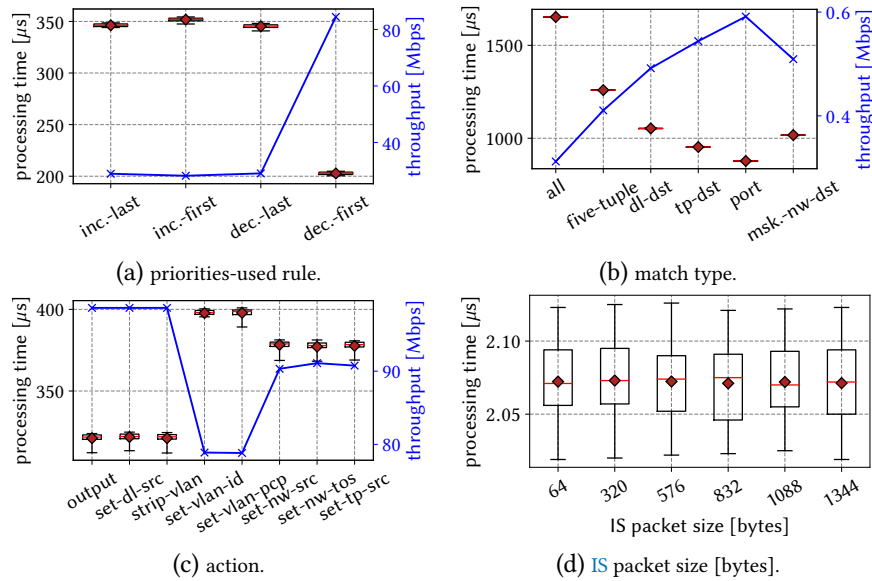 processing time [µs]
350
300
250
200
80
60
40
throughput [Mbps]
inc.-last
inc.-first
dec.-last
dec.-first
(a) priorities-used rule.
processing time [µs]
1500
1000
0.6
0.4
throughput [Mbps]
all
five-tuple
dl-dst
tp-dst
port
msk.-nw-dst
(b) match type.
processing time [µs]
400
350
90
80
throughput [Mbps]
output
set-dl-src
strip-vlan
set-vlan-id
set-vlan-pcp
set-nw-src
set-nw-tos
set-tp-src
(c) action.
processing time [µs]
2.10
2.05
64
320
576
832
1088
1344
IS packet size [bytes]
(d) IS packet size [bytes].